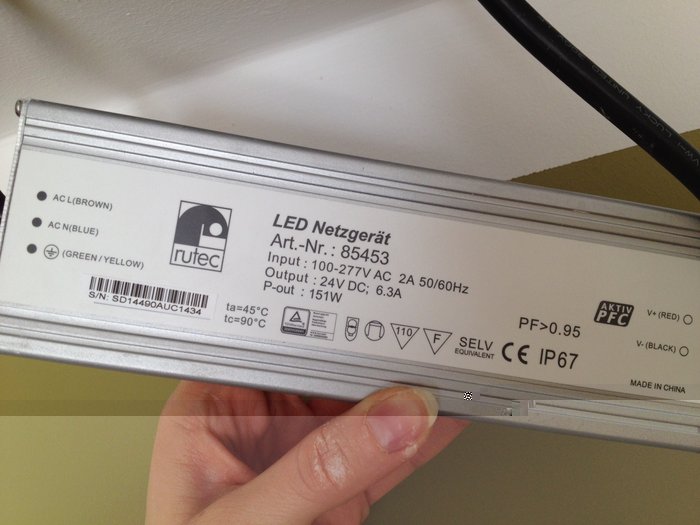 AC L(BROWN)
AC N(BLUE)
(GREEN / YELLOW)
rutec
S/N: SD14490AUC1434
LED Netzgerät
Art.-Nr.: 85453
Input : 100-277V AC 2A 50/60Hz
Output : 24V DC; 6.3A
P-out : 151W
ta=45°C
tc=90°C
110
F
SELV
EQUIVALENT
CE IP67
PF>0.95
AKTIV
PFC
V+ (RED)
V- (BLACK)
MADE IN CHINA